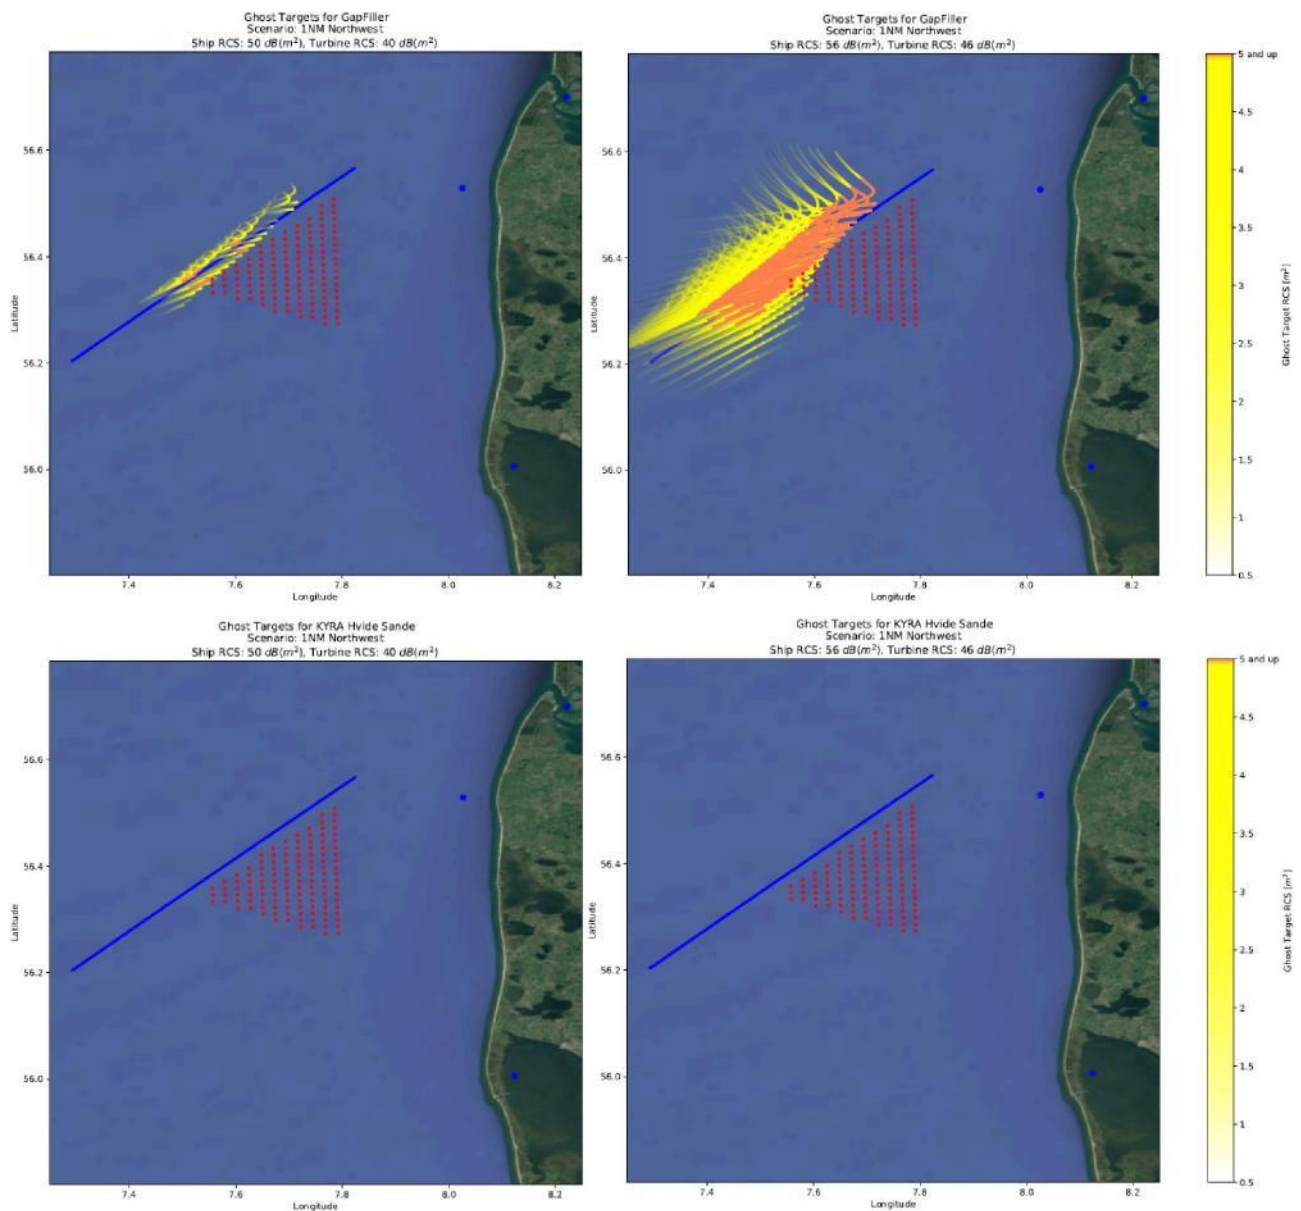 Ghost Targets for GapFiller
Scenario: 1NM Northwest
Ship RCS: 50 dB(m²), Turbine RCS: 40 dB(m²)
Latitude
56.6
56.4
56.2
56.0
7.4
7.6
7.8
8.0
8.2
Longitude
Ghost Targets for GapFiller
Scenario: 1NM Northwest
Ship RCS: 56 dB(m²), Turbine RCS: 46 dB(m²)
Latitude
56.6
56.4
56.2
56.0
7.4
7.6
7.8
8.0
8.2
Longitude
5 and up
4.5
4
3.5
3
2.5
2
1.5
1
0.5
Ghost Target RCS [m²]
Ghost Targets for KYRA Hvide Sande
Scenario: 1NM Northwest
Ship RCS: 50 dB(m²), Turbine RCS: 40 dB(m²)
Latitude
56.6
56.4
56.2
56.0
7.4
7.6
7.8
8.0
8.2
Longitude
Ghost Targets for KYRA Hvide Sande
Scenario: 1NM Northwest
Ship RCS: 56 dB(m²), Turbine RCS: 46 dB(m²)
Latitude
56.6
56.4
56.2
56.0
7.4
7.6
7.8
8.0
8.2
Longitude
5 and up
4.5
4
3.5
3
2.5
2
1.5
1
0.5
Ghost Target RCS [m²]